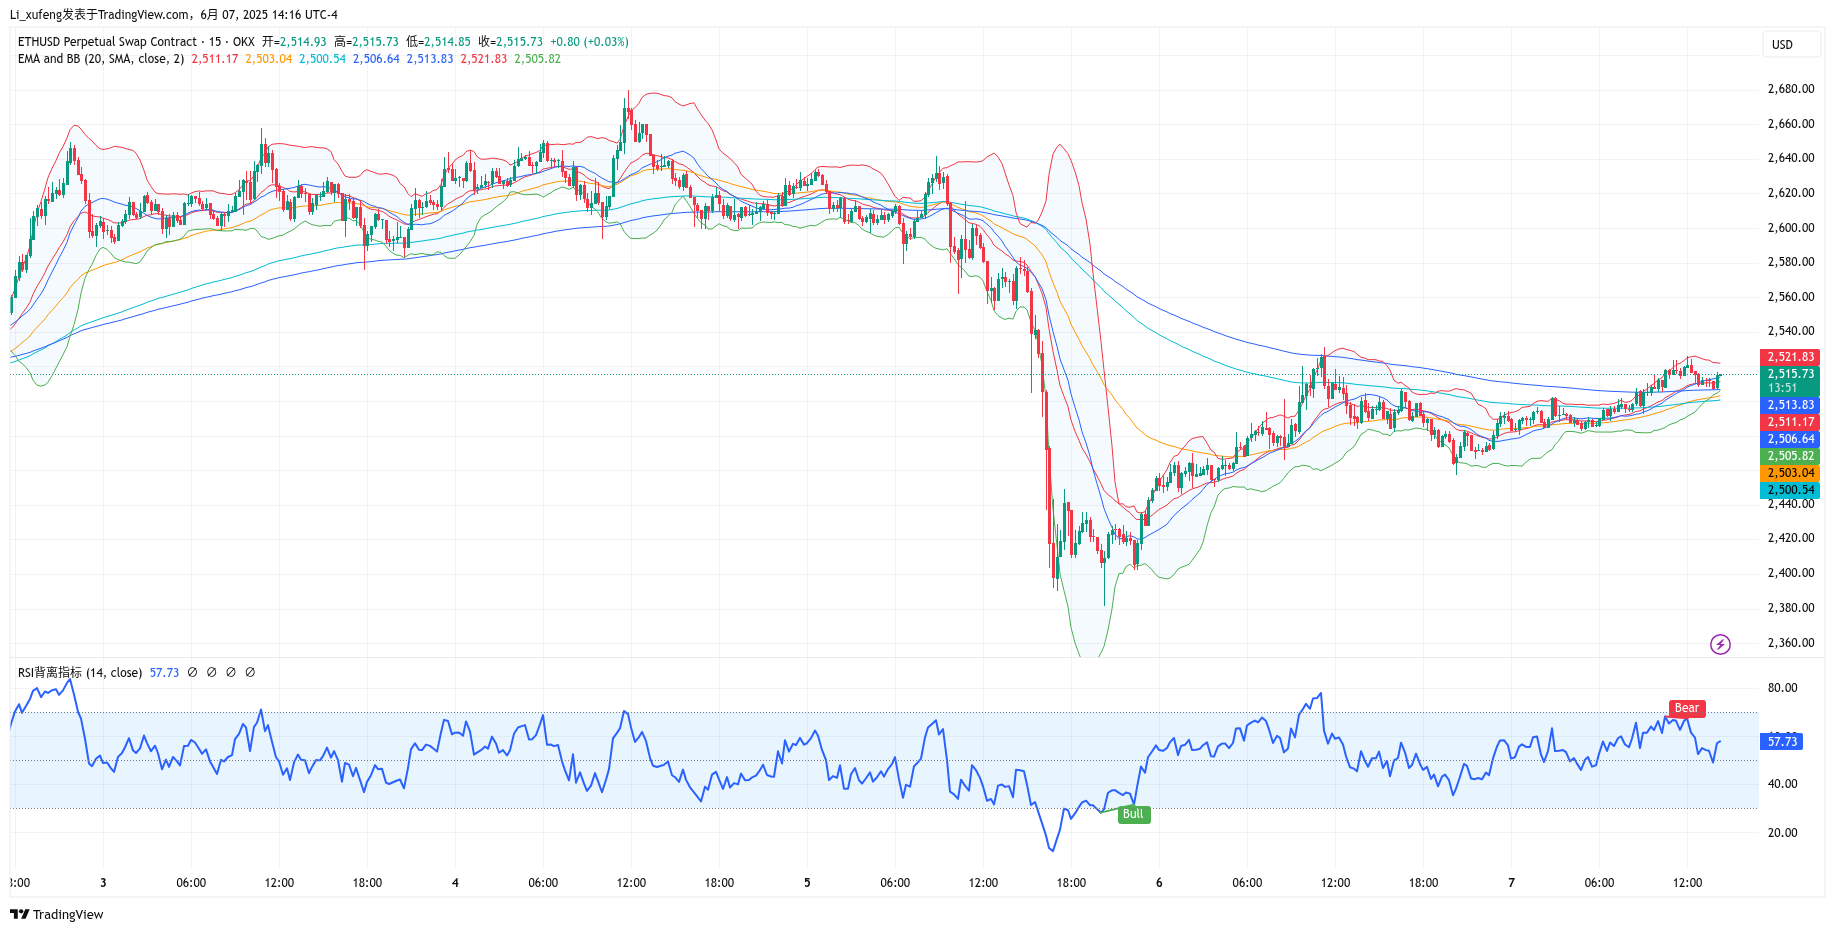 Li_xufeng发表于TradingView.com，6月 07, 2025 14:16 UTC-4
ETHUSD Perpetual Swap Contract · 15 · OKX 开=2,514.93 高=2,515.73 低=2,514.85 收=2,515.73 +0.80 (+0.03%)
EMA and BB (20, SMA, close, 2) 2,511.17 2,503.04 2,500.54 2,506.64 2,513.83 2,521.83 2,505.82
USD
2,680.00
2,660.00
2,640.00
2,620.00
2,600.00
2,580.00
2,560.00
2,540.00
2,521.83
2,515.73
13:51
2,513.83
2,511.17
2,506.64
2,505.82
2,503.04
2,500.54
2,440.00
2,420.00
2,400.00
2,380.00
2,360.00
RSI背离指标 (14, close) 57.73 ∅ ∅ ∅ ∅
80.00
Bear
57.73
40.00
Bull
20.00
3:00 3 06:00 12:00 18:00 4 06:00 12:00 18:00 5 06:00 12:00 18:00 6 06:00 12:00 18:00 7 06:00 12:00
TradingView